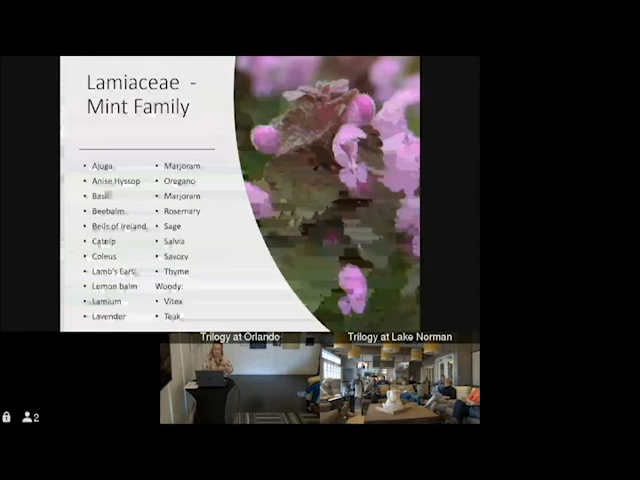 Lamiaceae -
Mint Family
• Ajuga
• Anise Hyssop
• Basil
• Beebalm
• Bells of Ireland
• Catnip
• Coleus
• Lamb's Ears
• Lemon balm
• Lamium
• Lavender
• Marjoram
• Oregano
• Marjoram
• Rosemary
• Sage
• Salvia
• Savory
• Thyme
Woody:
• Vitex
• Teak
Trilogy at Orlando
Trilogy at Lake Norman
2